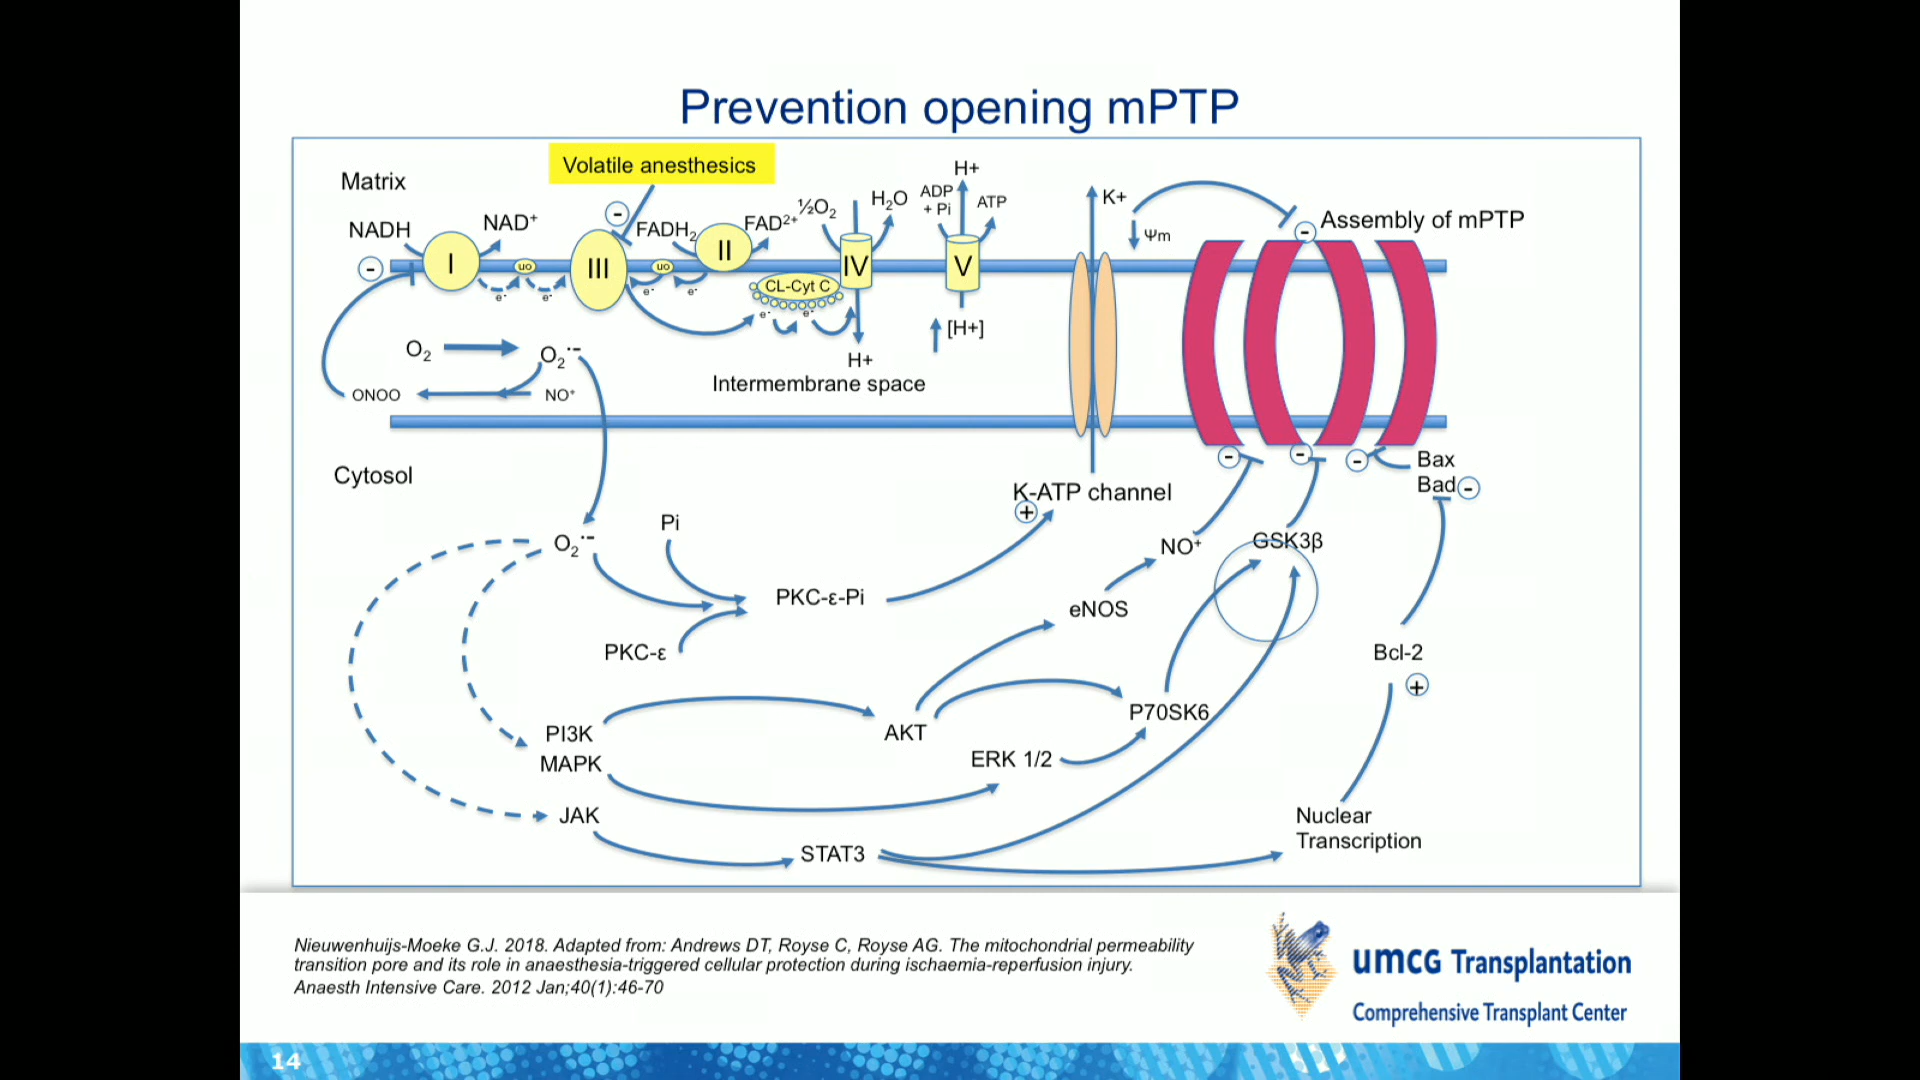 Prevention opening mPTP
Volatile anesthesics
Matrix
NADH
NAD⁺
FADH₂
FAD²⁺
½O₂
H₂O
ADP
+ Pi
H+
ATP
K+
Ψm
Assembly of mPTP
-
-
-
I
uo
III
uo
II
IV
V
CL-Cyt C
e⁻
e⁻
e⁻
e⁻
e⁻
e⁻
[H+]
H+
Intermembrane space
O₂
O₂·⁻
ONOO
NO⁺
Cytosol
-
-
-
Bax
Bad
-
K-ATP channel
+
O₂·⁻
Pi
PKC-ε-Pi
PKC-ε
NO⁺
GSK3β
eNOS
Bcl-2
+
PI3K
MAPK
AKT
P70SK6
ERK 1/2
JAK
STAT3
Nuclear
Transcription
Nieuwenhuijs-Moeke G.J. 2018. Adapted from: Andrews DT, Royse C, Royse AG. The mitochondrial permeability
transition pore and its role in anaesthesia-triggered cellular protection during ischaemia-reperfusion injury.
Anaesth Intensive Care. 2012 Jan;40(1):46-70
umcg Transplantation
Comprehensive Transplant Center
14